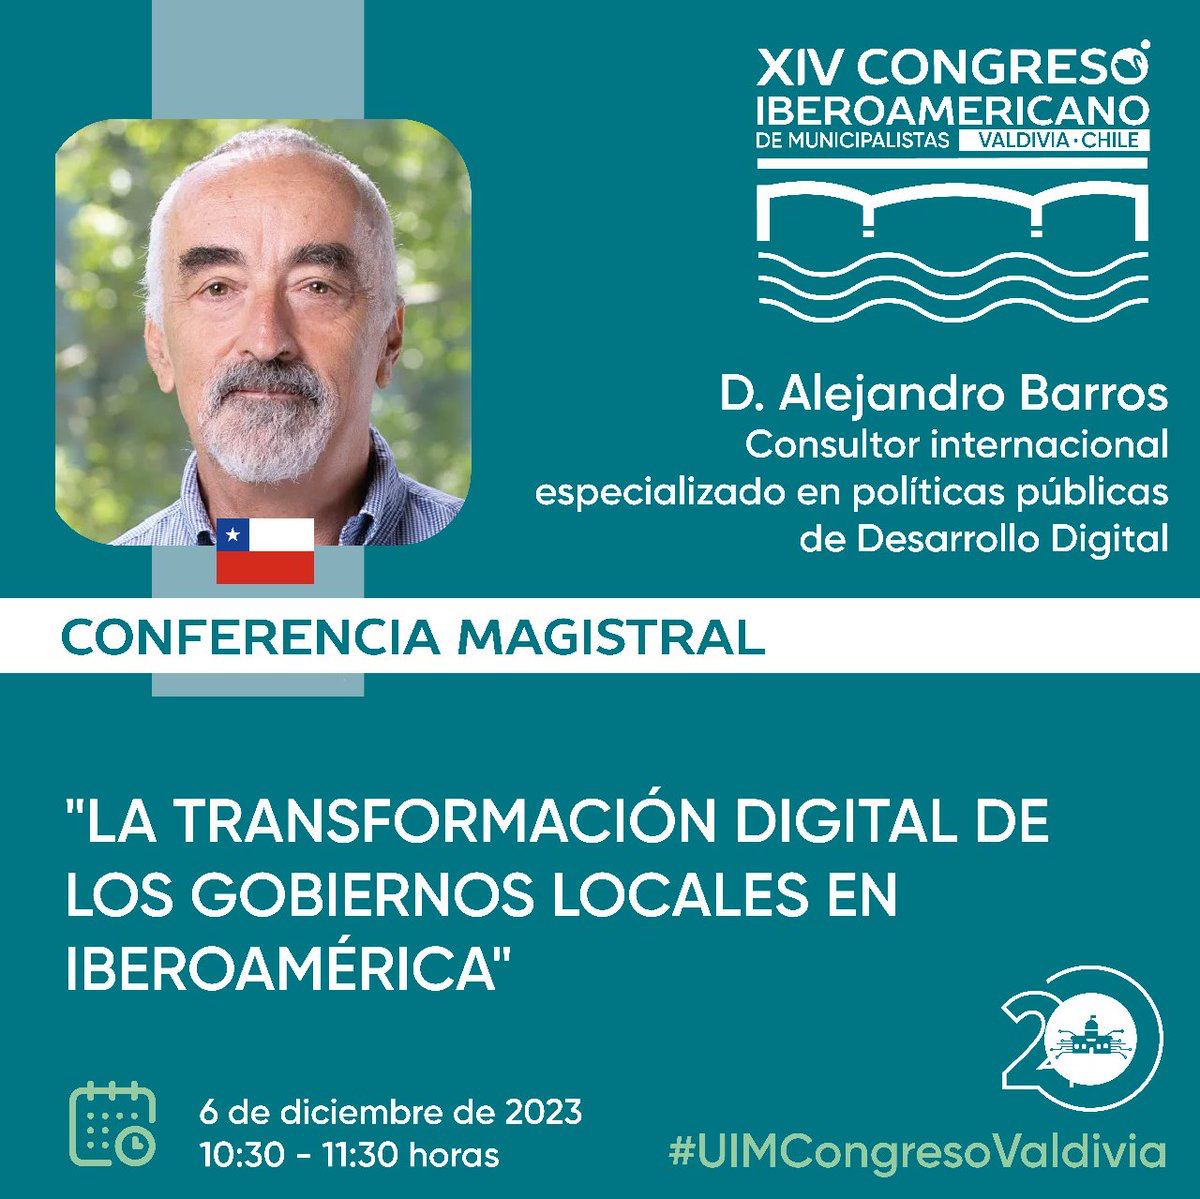 XIV CONGRESO
IBEROAMERICANO
DE MUNICIPALISTAS VALDIVIA · CHILE
D. Alejandro Barros
Consultor internacional
especializado en políticas públicas
de Desarrollo Digital
CONFERENCIA MAGISTRAL
"LA TRANSFORMACIÓN DIGITAL DE
LOS GOBIERNOS LOCALES EN
IBEROAMÉRICA"
20
6 de diciembre de 2023
10:30 - 11:30 horas
#UIMCongresoValdivia